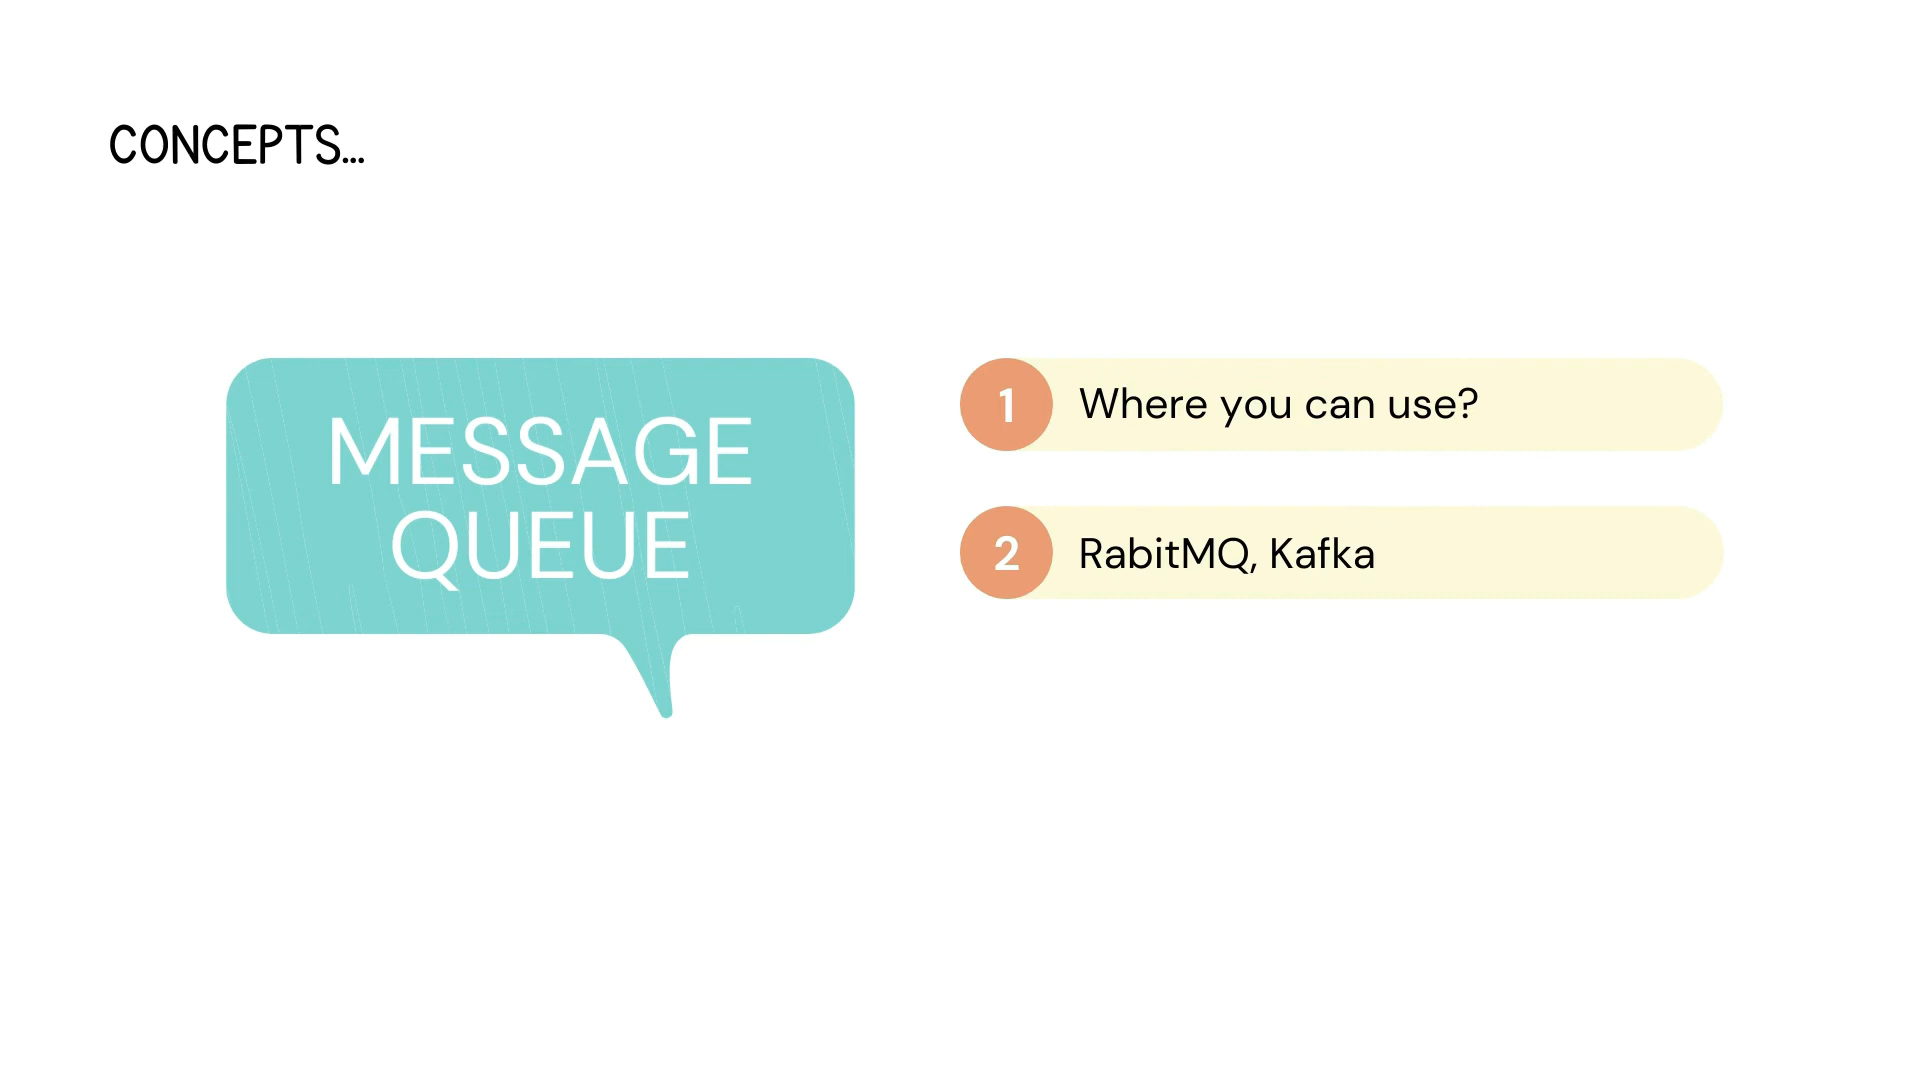 CONCEPTS...
MESSAGE
QUEUE
1 Where you can use?
2 RabitMQ, Kafka